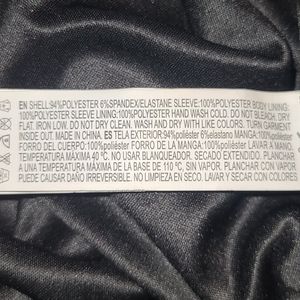 EN SHELL:94%POLYESTER 6%SPANDEX/ELASTANE SLEEVE:100%POLYESTER BODY LINING:
100%POLYESTER SLEEVE LINING:100%POLYESTER HAND WASH COLD. DO NOT BLEACH. DRY
FLAT. IRON LOW. DO NOT DRY CLEAN. WASH AND DRY WITH LIKE COLORS. TURN GARMENT
INSIDE OUT. MADE IN CHINA. ES TELA EXTERIOR:94%poliéster 6%elastano MANGA:100%poliéster
FORRO DEL CUERPO:100%poliéster FORRO DE LA MANGA:100%poliéster LAVAR A MANO.
TEMPERATURA MÁXIMA 40 ºC. NO USAR BLANQUEADOR. SECADO EXTENDIDO. PLANCHAR A
UNA TEMPERATURA MÁXIMA DE LA BASE DE 110 ºC, SIN VAPOR. PLANCHAR CON VAPOR
PUEDE CAUSAR DAÑO IRREVERSIBLE. NO LIMPIEZA EN SECO. LAVAR Y SECAR CON COLORES